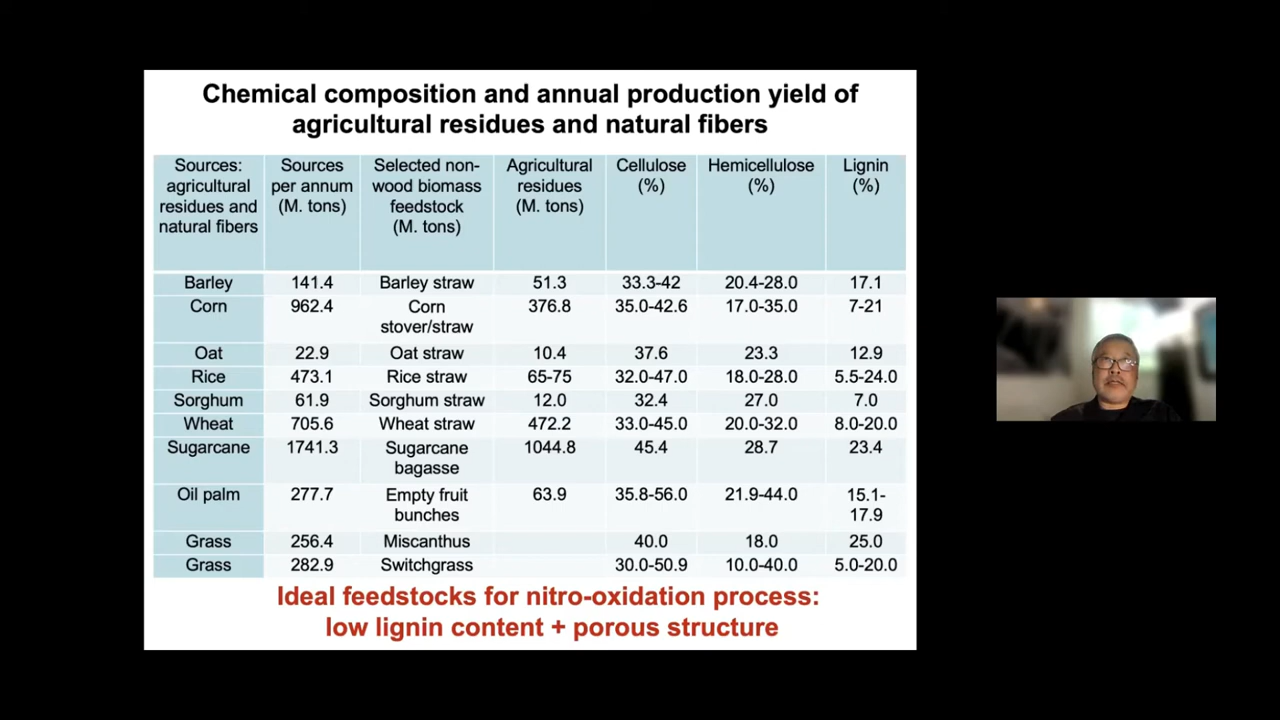 Chemical composition and annual production yield of
agricultural residues and natural fibers
Sources: agricultural residues and natural fibers | Sources per annum (M. tons) | Selected non-wood biomass feedstock (M. tons) | Agricultural residues (M. tons) | Cellulose (%) | Hemicellulose (%) | Lignin (%)
Barley 141.4 Barley straw 51.3 33.3-42 20.4-28.0 17.1
Corn 962.4 Corn stover/straw 376.8 35.0-42.6 17.0-35.0 7-21
Oat 22.9 Oat straw 10.4 37.6 23.3 12.9
Rice 473.1 Rice straw 65-75 32.0-47.0 18.0-28.0 5.5-24.0
Sorghum 61.9 Sorghum straw 12.0 32.4 27.0 7.0
Wheat 705.6 Wheat straw 472.2 33.0-45.0 20.0-32.0 8.0-20.0
Sugarcane 1741.3 Sugarcane bagasse 1044.8 45.4 28.7 23.4
Oil palm 277.7 Empty fruit bunches 63.9 35.8-56.0 21.9-44.0 15.1-17.9
Grass 256.4 Miscanthus 40.0 18.0 25.0
Grass 282.9 Switchgrass 30.0-50.9 10.0-40.0 5.0-20.0
Ideal feedstocks for nitro-oxidation process:
low lignin content + porous structure